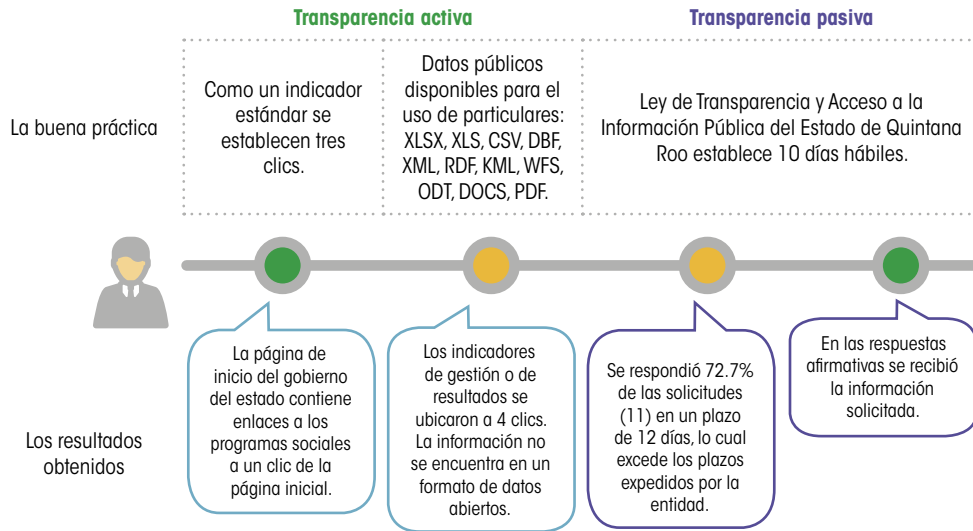 Transparencia activa
Transparencia pasiva
La buena práctica
Como un indicador
estándar se
establecen tres
clics.
Datos públicos
disponibles para el
uso de particulares:
XLSX, XLS, CSV, DBF,
XML, RDF, KML, WFS,
ODT, DOCS, PDF.
Ley de Transparencia y Acceso a la
Información Pública del Estado de Quintana
Roo establece 10 días hábiles.
Los resultados
obtenidos
La página de
inicio del gobierno
del estado contiene
enlaces a los
programas sociales
a un clic de la
página inicial.
Los indicadores
de gestión o de
resultados se
ubicaron a 4 clics.
La información no
se encuentra en un
formato de datos
abiertos.
Se respondió 72.7%
de las solicitudes
(11) en un plazo
de 12 días, lo cual
excede los plazos
expedidos por la
entidad.
En las respuestas
afirmativas se recibió
la información
solicitada.